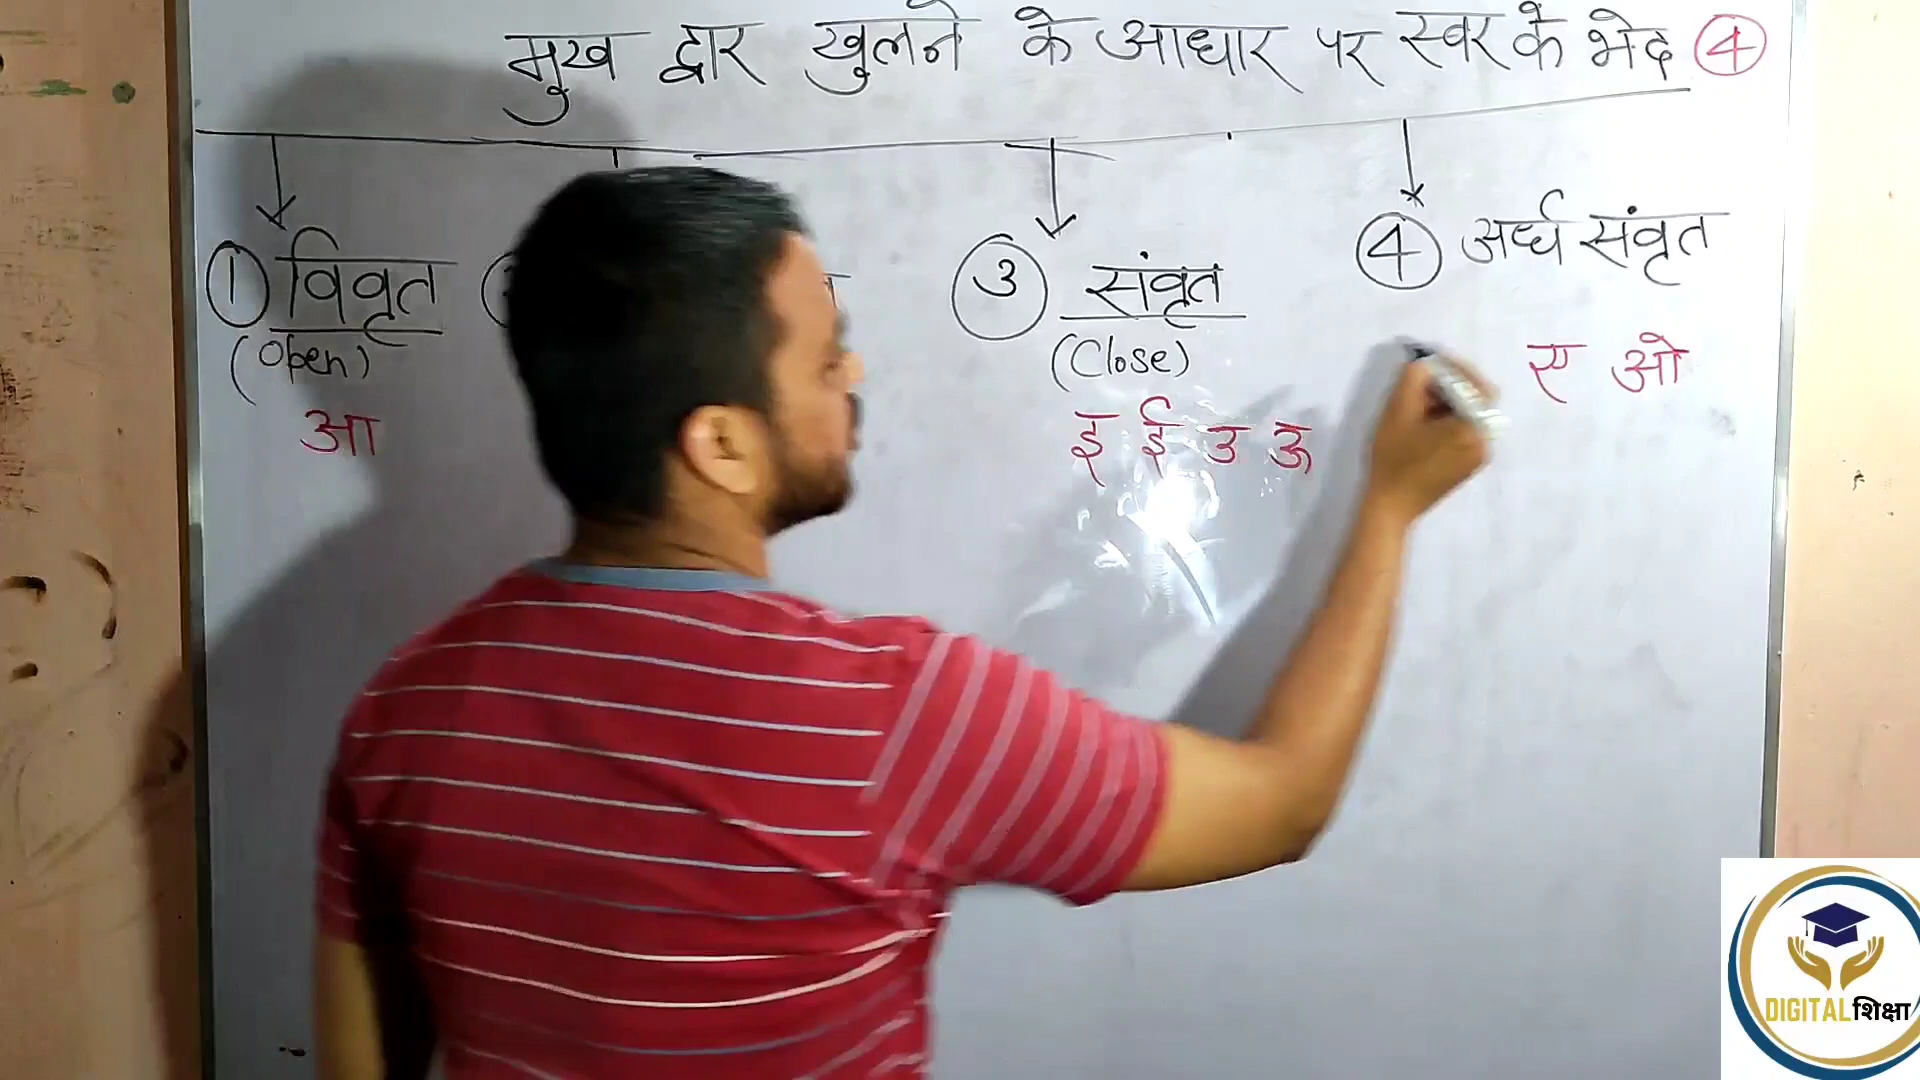 मुख द्वार खुलने के आधार पर स्वर के भेद ④
① विवृत
(Open)
आ
③ संवृत
(Close)
इ ई उ ऊ
④ अर्ध संवृत
ए ओ
DIGITAL शिक्षा